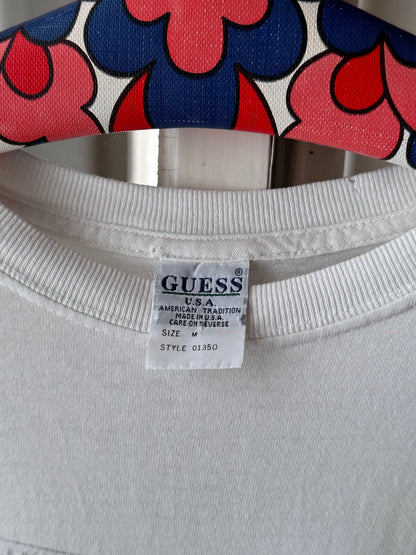 GUESS®
U.S.A.
AMERICAN TRADITION
MADE IN U.S.A.
CARE ON REVERSE
SIZE M
STYLE 01350